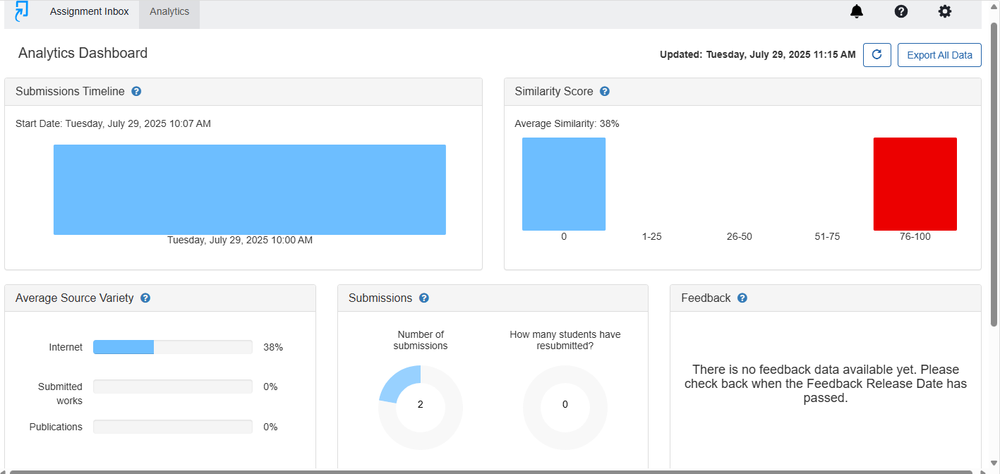 Assignment Inbox
Analytics
Analytics Dashboard
Updated: Tuesday, July 29, 2025 11:15 AM
Export All Data
Submissions Timeline
Start Date: Tuesday, July 29, 2025 10:07 AM
Tuesday, July 29, 2025 10:00 AM
Similarity Score
Average Similarity: 38%
0
1-25
26-50
51-75
76-100
Average Source Variety
Internet
38%
Submitted
works
0%
Publications
0%
Submissions
Number of
submissions
2
How many students have
resubmitted?
0
Feedback
There is no feedback data available yet. Please
check back when the Feedback Release Date has
passed.